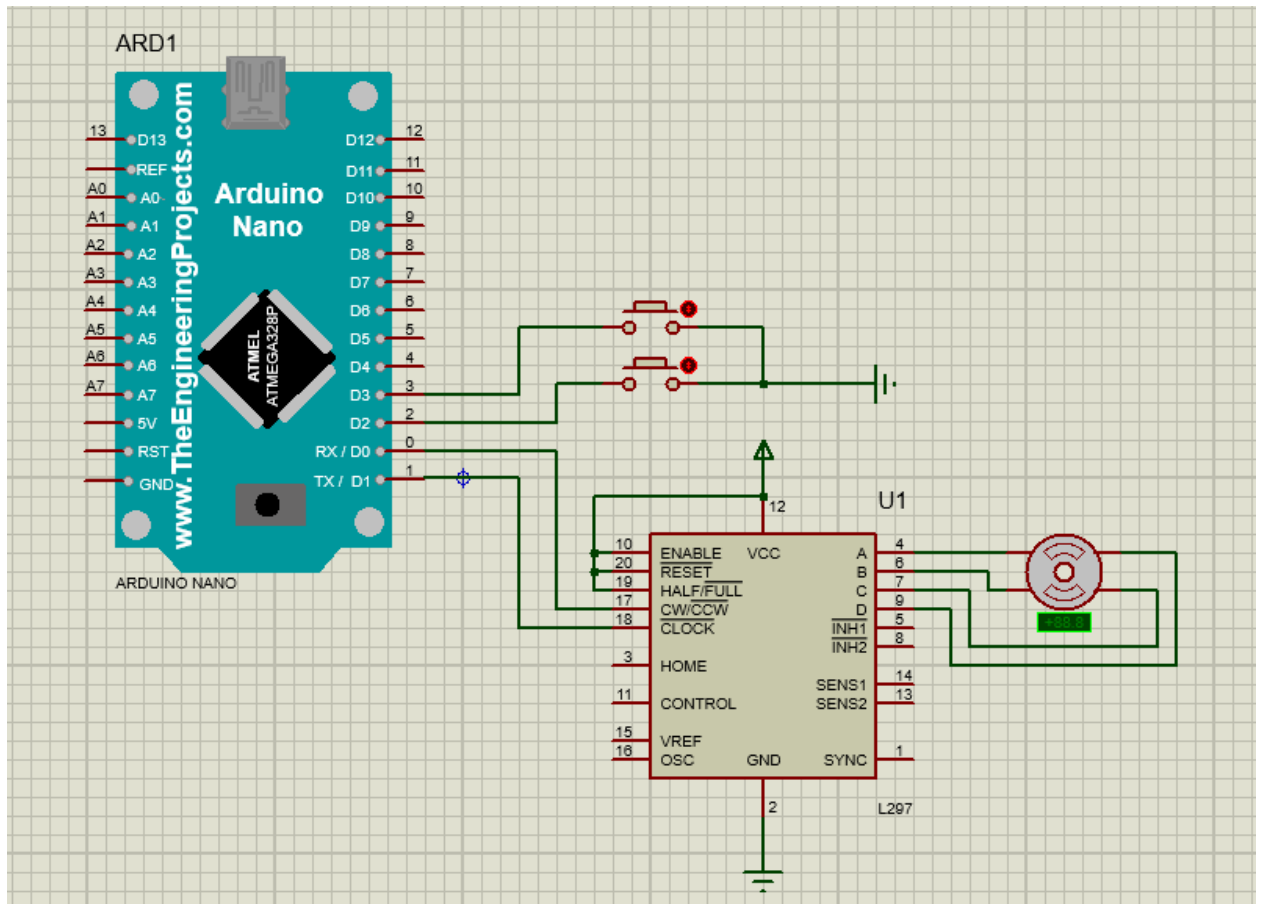 ARD1
www.TheEngineeringProjects.com
Arduino
Nano
ATMEL
ATMEGA328P
13 D13
REF
A0 A0
A1 A1
A2 A2
A3 A3
A4 A4
A5 A5
A6 A6
A7 A7
5V
RST
GND
D12 12
D11 11
D10 10
D9 9
D8 8
D7 7
D6 6
D5 5
D4 4
D3 3
D2 2
RX / D0 0
TX / D1 1
ARDUINO NANO
U1
12
VCC
10 ENABLE
20 RESET
19 HALF/FULL
17 CW/CCW
18 CLOCK
3 HOME
11 CONTROL
15 VREF
16 OSC
A 4
B 6
C 7
D 9
INH1 5
INH2 8
SENS1 14
SENS2 13
GND
SYNC 1
2
L297
+88.8